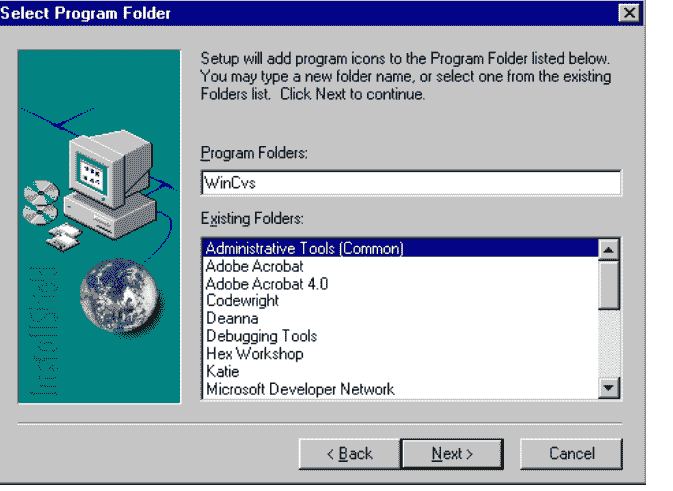 Select Program Folder
Setup will add program icons to the Program Folder listed below.
You may type a new folder name, or select one from the existing
Folders list.  Click Next to continue.
Program Folders:
WinCvs
Existing Folders:
Administrative Tools (Common)
Adobe Acrobat
Adobe Acrobat 4.0
Codewright
Deanna
Debugging Tools
Hex Workshop
Katie
Microsoft Developer Network
InstallShield
< Back
Next >
Cancel